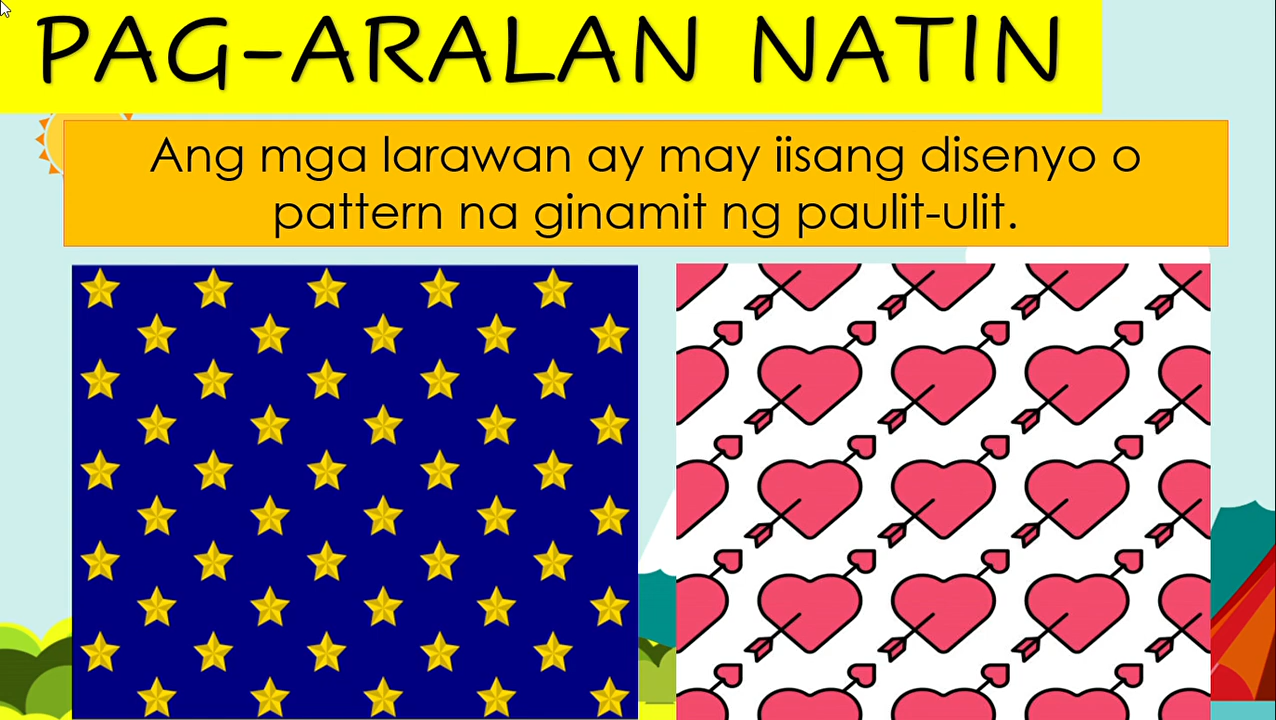 PAG-ARALAN NATIN
Ang mga larawan ay may iisang disenyo o
pattern na ginamit ng paulit-ulit.